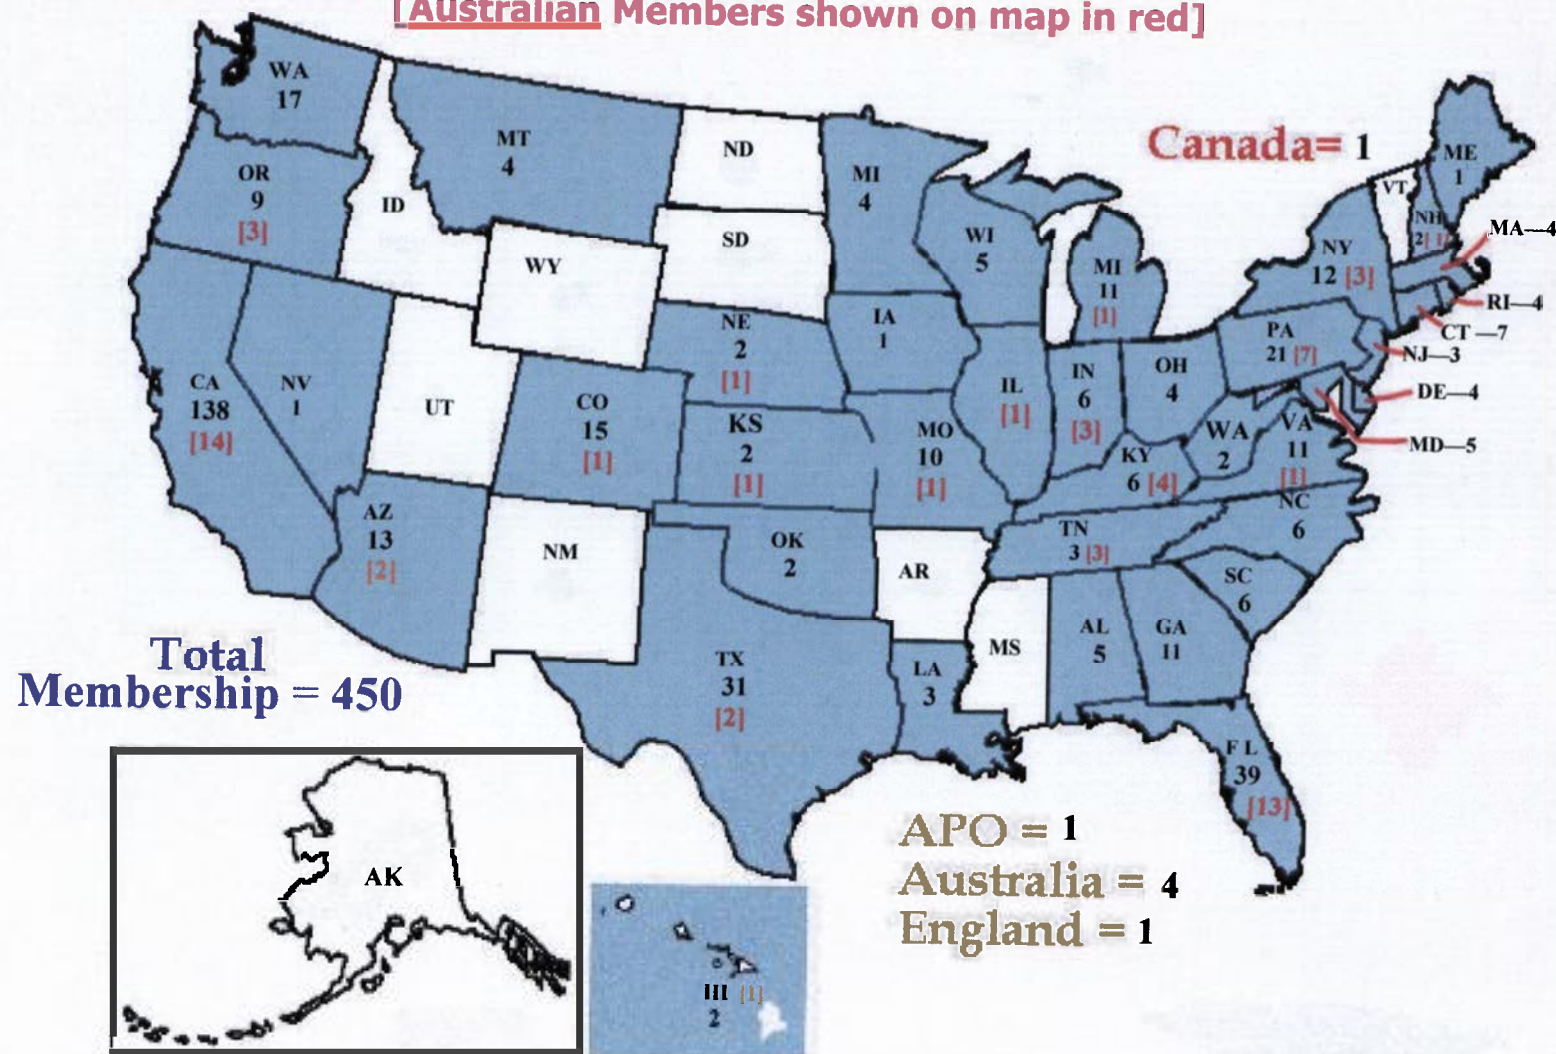 [Australian Members shown on map in red]
WA
17
MT
4
ND
MI
4
Canada= 1
ME
1
VT
OR
9
[3]
ID
SD
WI
5
MI
11
[1]
NY
12 [3]
NH
2[1]
MA—4
WY
RI—4
CT—7
NJ—3
NE
2
[1]
IA
1
PA
21 [7]
DE—4
MD—5
CA
138
[14]
NV
1
UT
CO
15
[1]
KS
2
[1]
MO
10
[1]
IL
[1]
IN
6
[3]
OH
4
WA
2
VA
11
[1]
KY
6 [4]
NC
6
TN
3 [3]
AZ
13
[2]
NM
OK
2
AR
SC
6
MS
AL
5
GA
11
TX
31
[2]
LA
3
FL
39
[13]
Total
Membership = 450
AK
III [1]
2
APO = 1
Australia = 4
England = 1